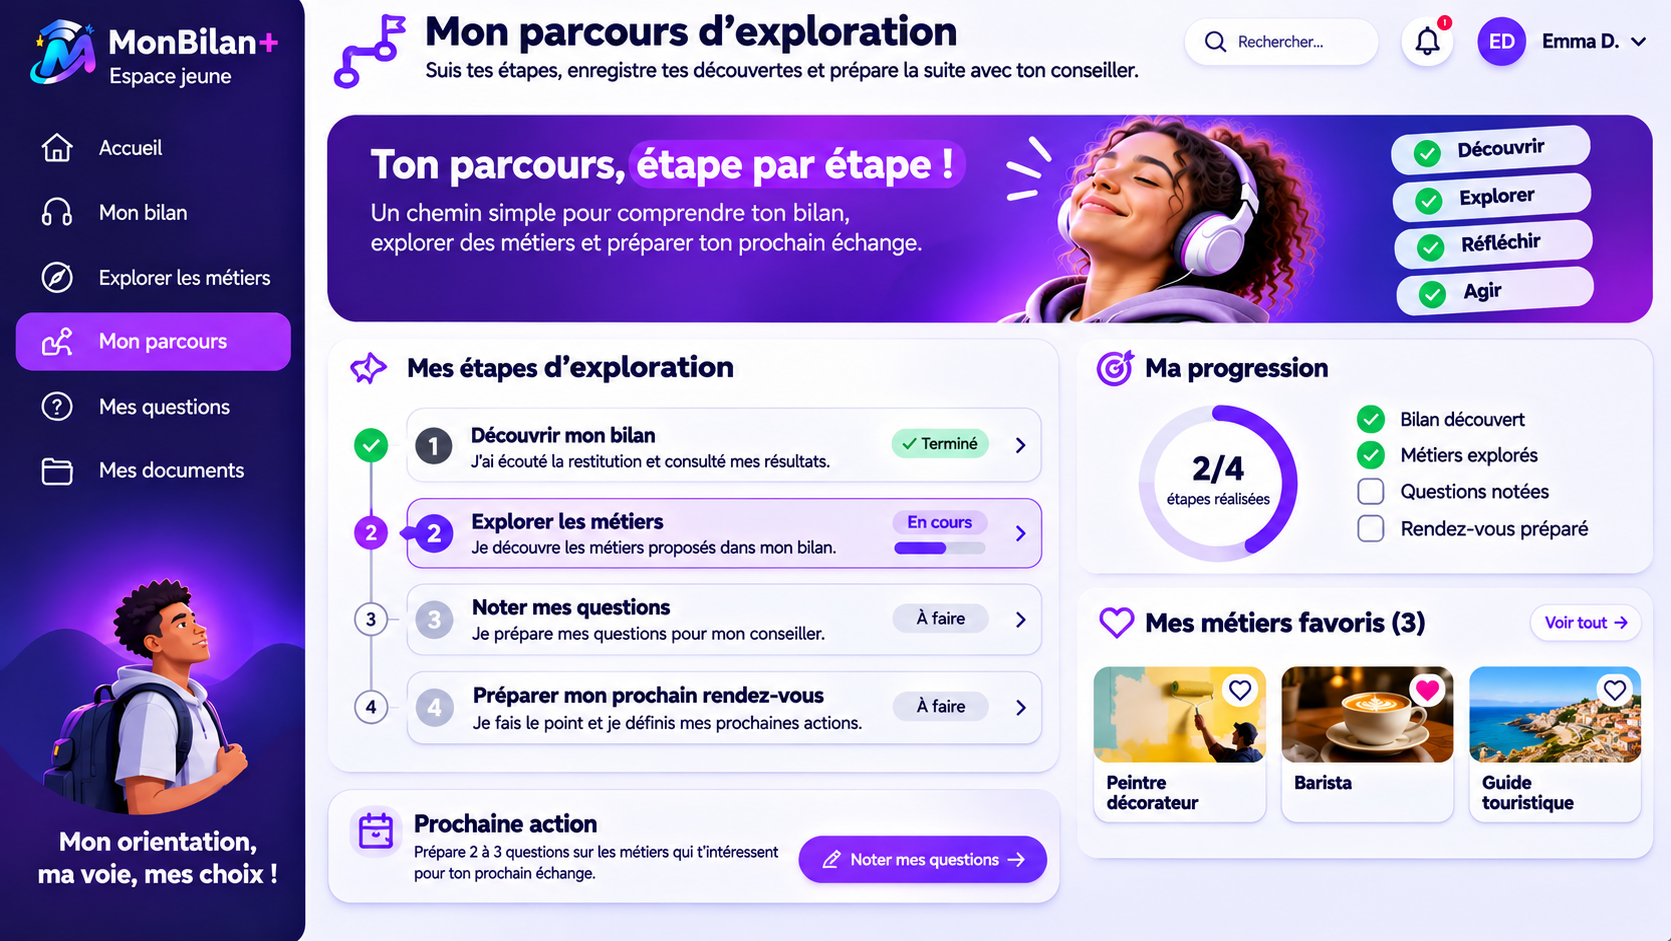 MonBilan+
Espace jeune
Accueil
Mon bilan
Explorer les métiers
Mon parcours
Mes questions
Mes documents
Mon orientation,
ma voie, mes choix !
Mon parcours d’exploration
Suis tes étapes, enregistre tes découvertes et prépare la suite avec ton conseiller.
Rechercher...
1
ED
Emma D.
Ton parcours, étape par étape !
Un chemin simple pour comprendre ton bilan,
explorer des métiers et préparer ton prochain échange.
Découvrir
Explorer
Réfléchir
Agir
Mes étapes d’exploration
1
Découvrir mon bilan
J’ai écouté la restitution et consulté mes résultats.
Terminé
2
2
Explorer les métiers
Je découvre les métiers proposés dans mon bilan.
En cours
3
3
Noter mes questions
Je prépare mes questions pour mon conseiller.
À faire
4
4
Préparer mon prochain rendez-vous
Je fais le point et je définis mes prochaines actions.
À faire
Prochaine action
Prépare 2 à 3 questions sur les métiers qui t’intéressent
pour ton prochain échange.
Noter mes questions
Ma progression
2/4
étapes réalisées
Bilan découvert
Métiers explorés
Questions notées
Rendez-vous préparé
Mes métiers favoris (3)
Voir tout
Peintre
décorateur
Barista
Guide
touristique